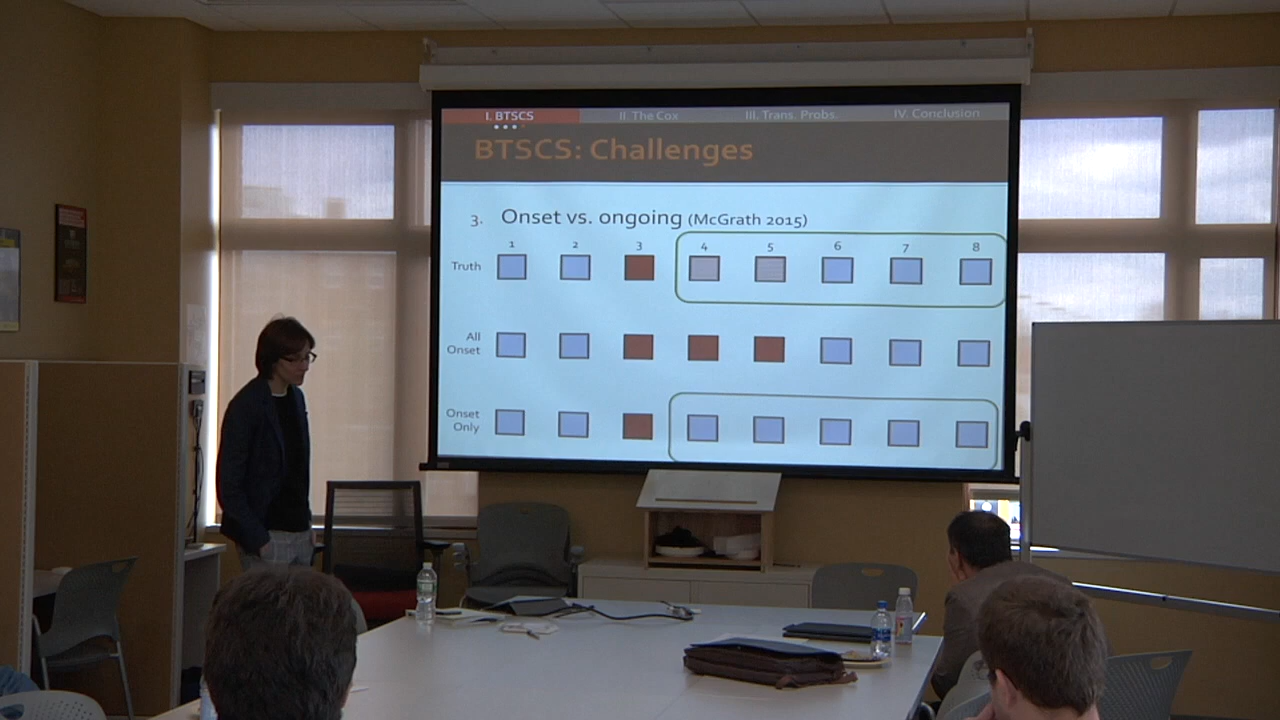 I. BTSCS II. The Cox III. Trans. Probs. IV. Conclusion
BTSCS: Challenges
3. Onset vs. ongoing (McGrath 2015)
1 2 3 4 5 6 7 8
Truth
All
Onset
Onset
Only